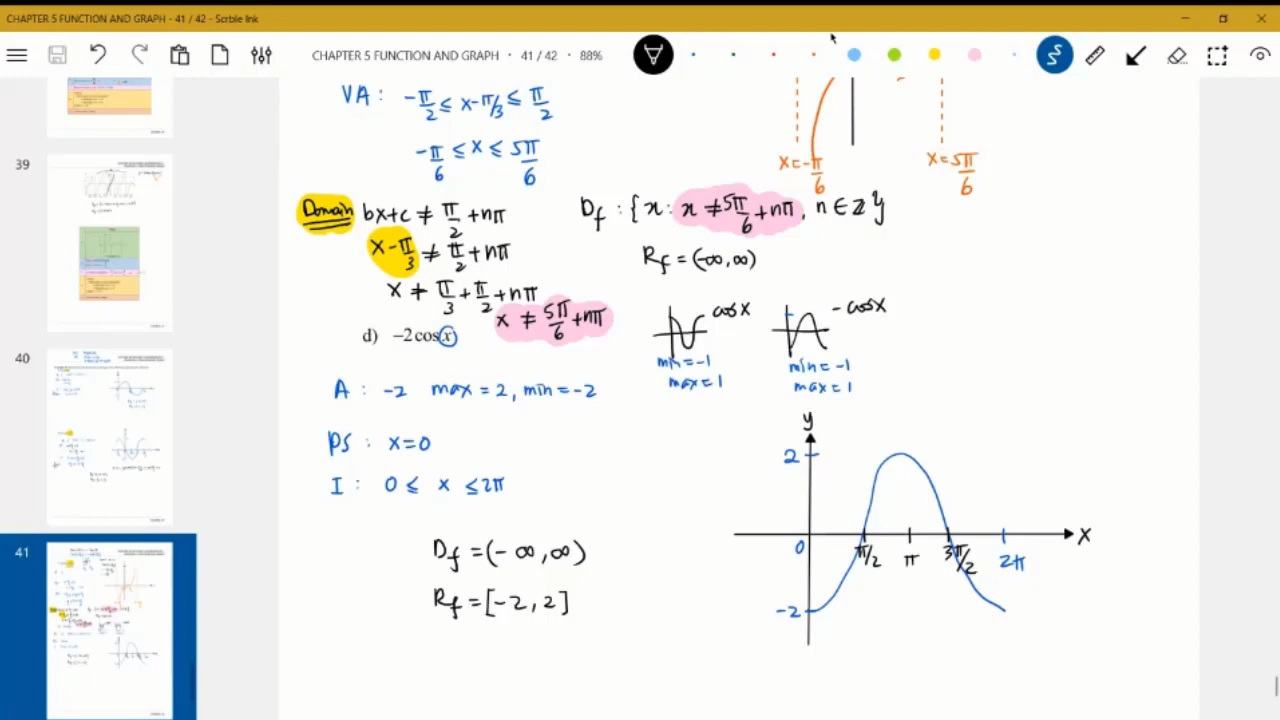 CHAPTER 5 FUNCTION AND GRAPH - 41 / 42 - Scrble Ink
CHAPTER 5 FUNCTION AND GRAPH • 41 / 42 • 88%
39
40
41
VA : -π/2 ≤ x-π/3 ≤ π/2
-π/6 ≤ x ≤ 5π/6
x=-π/6
x=5π/6
Domain bx+c ≠ π/2 + nπ
x-π/3 ≠ π/2 + nπ
x ≠ π/3 + π/2 + nπ
x ≠ 5π/6 + nπ
Df : {x : x ≠ 5π/6 + nπ, n ∈ ℤ}
Rf = (-∞, ∞)
d) -2 cos x
cos x
min = -1
max = 1
- cos x
min = -1
max = 1
A : -2 max = 2, min = -2
PS : x=0
I : 0 ≤ x ≤ 2π
Df = (-∞, ∞)
Rf = [-2, 2]
y
2
0
π/2
π
3π/2
2π
x
-2